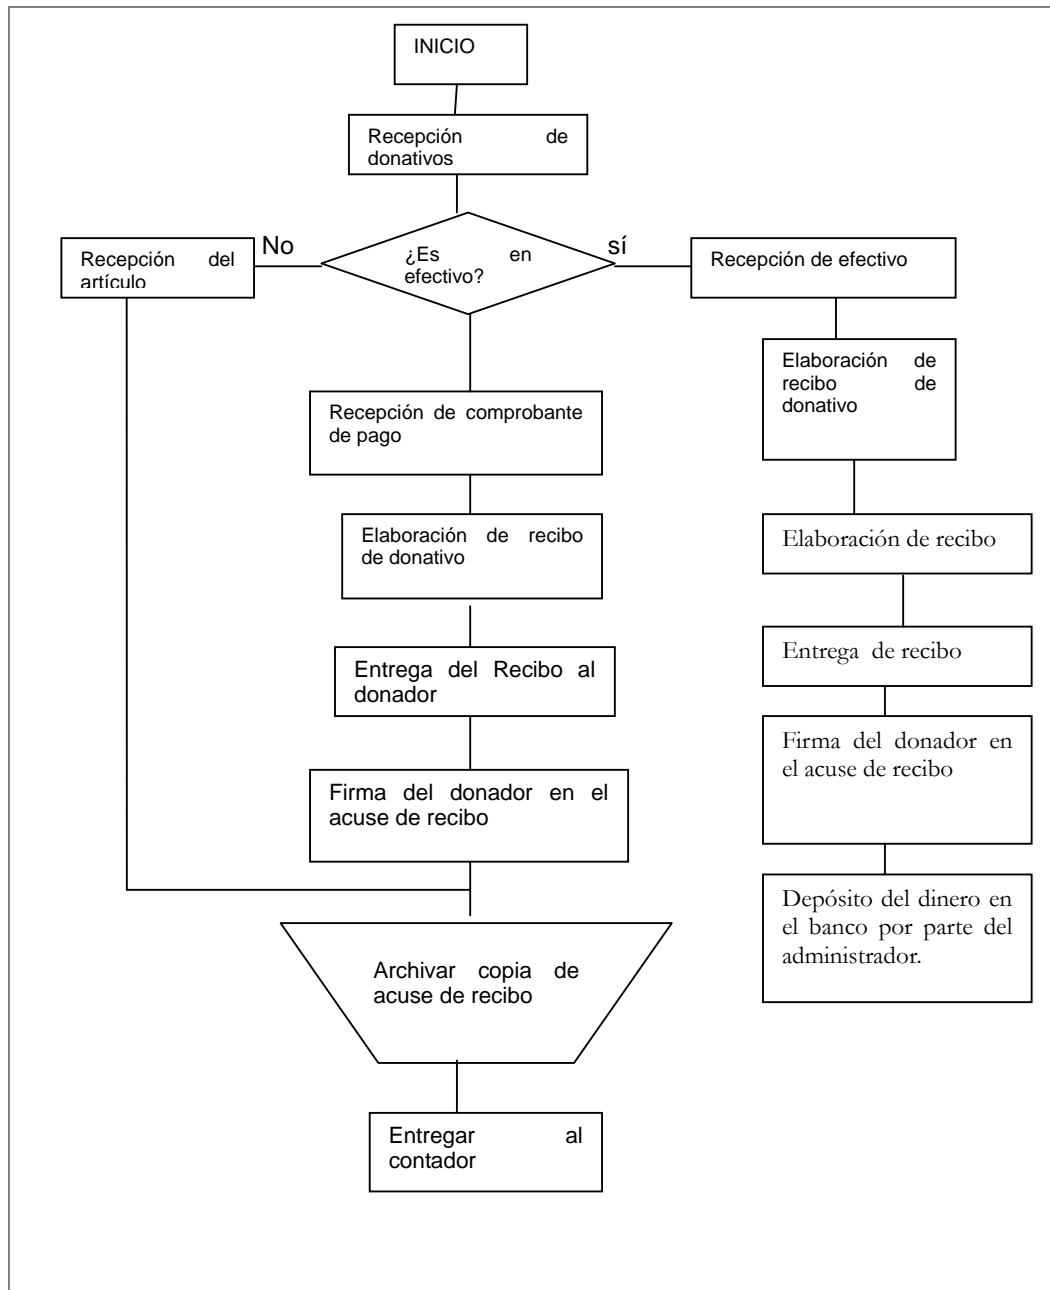 INICIO
Recepción de
donativos
No
¿Es en
efectivo?
sí
Recepción del
artículo
Recepción de efectivo
Elaboración de
recibo de
donativo
Recepción de comprobante
de pago
Elaboración de recibo
de donativo
Elaboración de recibo
Entrega de recibo
Entrega del Recibo al
donador
Firma del donador en
el acuse de recibo
Firma del donador en el
acuse de recibo
Depósito del dinero en
el banco por parte del
administrador.
Archivar copia de
acuse de recibo
Entregar al
contador